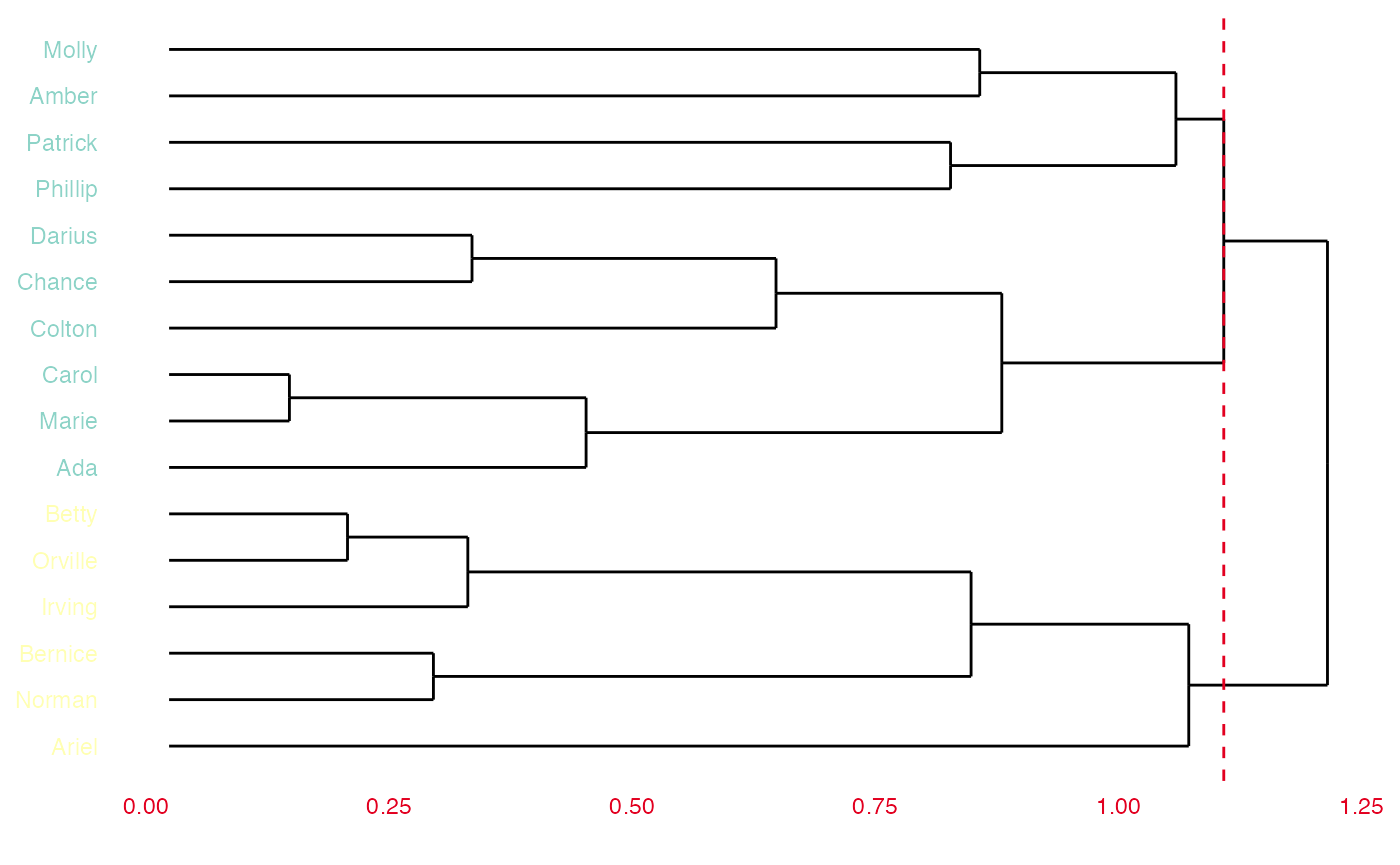 Molly
Amber
Patrick
Phillip
Darius
Chance
Colton
Carol
Marie
Ada
Betty
Orville
Irving
Bernice
Norman
Ariel
0.00 0.25 0.50 0.75 1.00 1.25